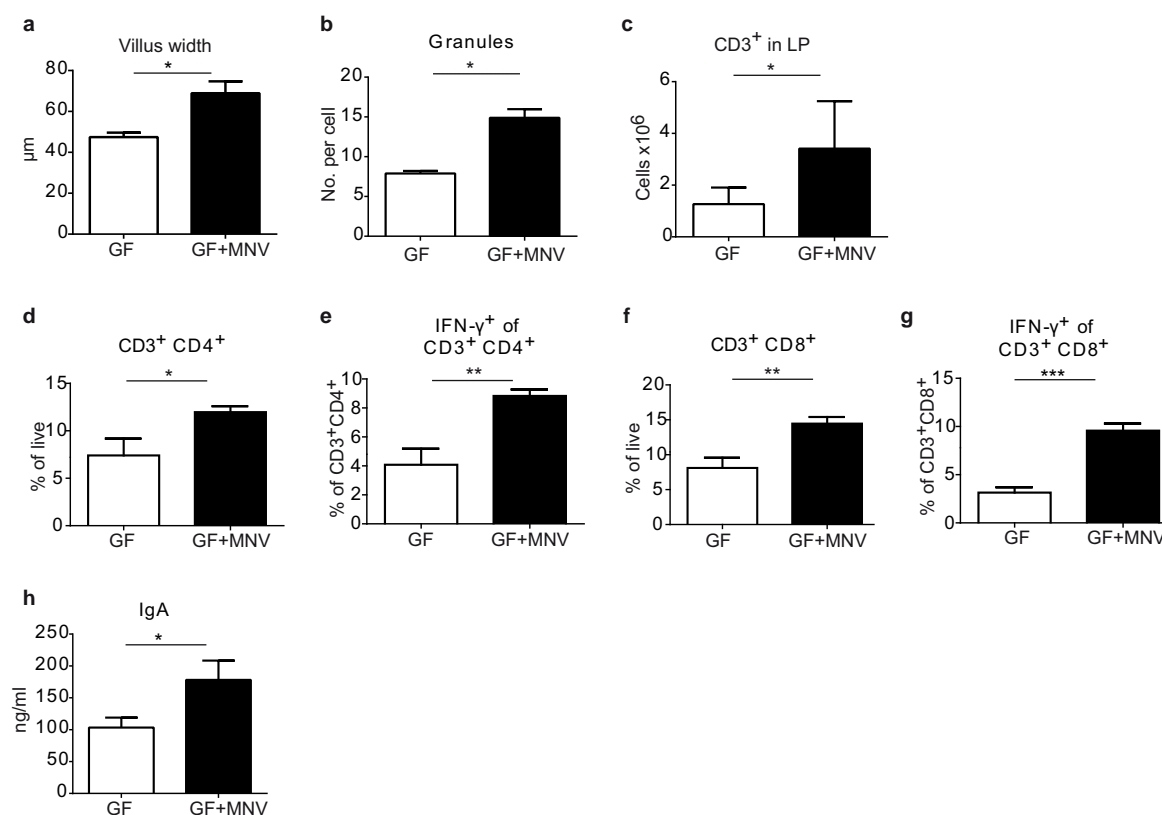 a
Villus width
*
80
60
40
20
0
µm
GF
GF+MNV
b
Granules
*
20
15
10
5
0
No. per cell
GF
GF+MNV
c
CD3⁺ in LP
*
6
4
2
0
Cells x10⁶
GF
GF+MNV
d
CD3⁺ CD4⁺
*
15
10
5
0
% of live
GF
GF+MNV
e
IFN-γ⁺ of
CD3⁺ CD4⁺
**
10
8
6
4
2
0
% of CD3⁺CD4⁺
GF
GF+MNV
f
CD3⁺ CD8⁺
**
20
15
10
5
0
% of live
GF
GF+MNV
g
IFN-γ⁺ of
CD3⁺ CD8⁺
***
15
10
5
0
% of CD3⁺CD8⁺
GF
GF+MNV
h
IgA
*
250
200
150
100
50
0
ng/ml
GF
GF+MNV